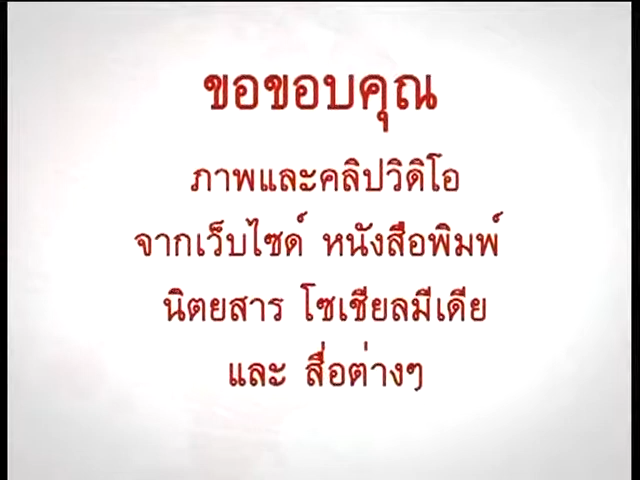 ขอขอบคุณ
ภาพและคลิปวิดิโอ
จากเว็บไซด์ หนังสือพิมพ์
นิตยสาร โซเชียลมีเดีย
และ สื่อต่างๆ